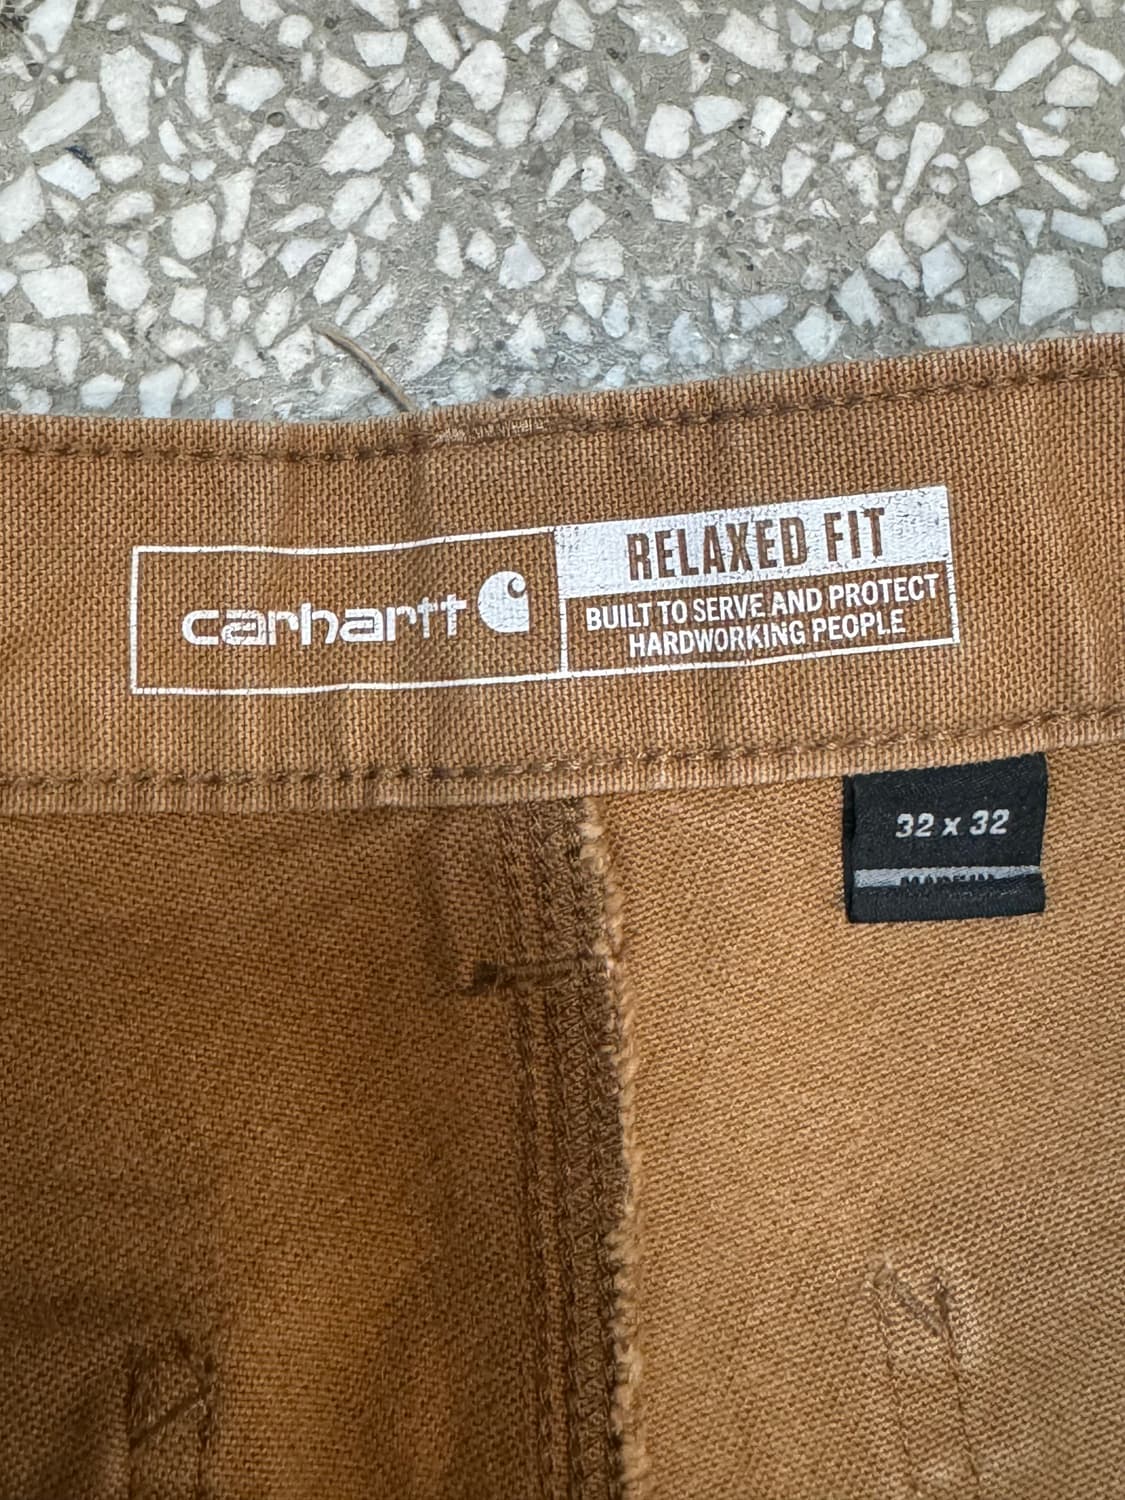 carhartt
RELAXED FIT
BUILT TO SERVE AND PROTECT
HARDWORKING PEOPLE
32 x 32